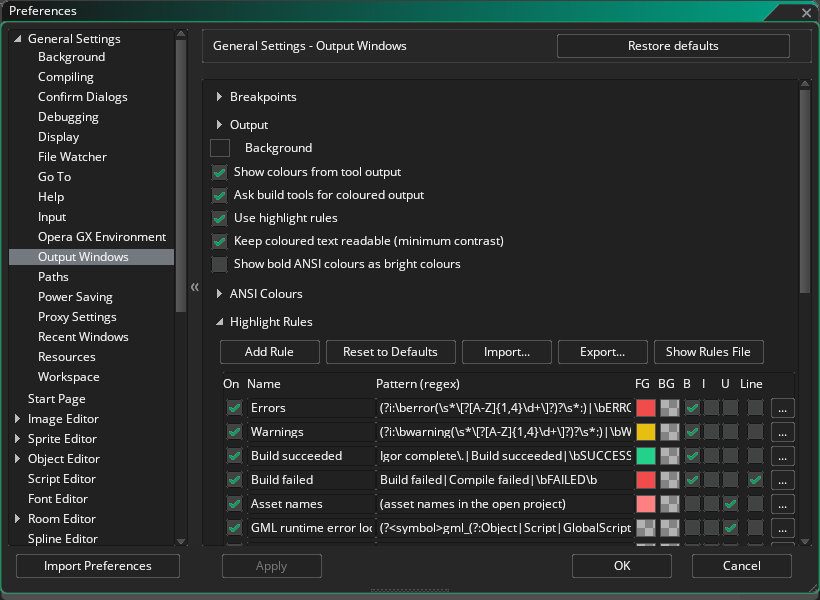 Preferences
General Settings
Background
Compiling
Confirm Dialogs
Debugging
Display
File Watcher
Go To
Help
Input
Opera GX Environment
Output Windows
Paths
Power Saving
Proxy Settings
Recent Windows
Resources
Workspace
Start Page
Image Editor
Sprite Editor
Object Editor
Script Editor
Font Editor
Room Editor
Spline Editor
Import Preferences
General Settings - Output Windows
Restore defaults
Breakpoints
Output
Background
Show colours from tool output
Ask build tools for coloured output
Use highlight rules
Keep coloured text readable (minimum contrast)
Show bold ANSI colours as bright colours
ANSI Colours
Highlight Rules
Add Rule Reset to Defaults Import... Export... Show Rules File
On Name Pattern (regex) FG BG B I U Line
Errors (?i:\berror(\s*\[?[A-Z]{1,4}\d+\]?)?\s*:)|\bERRO ...
Warnings (?i:\bwarning(\s*\[?[A-Z]{1,4}\d+\]?)?\s*:)|\bW ...
Build succeeded Igor complete\.|Build succeeded|\bSUCCESS ...
Build failed Build failed|Compile failed|\bFAILED\b ...
Asset names (asset names in the open project) ...
GML runtime error loc (?<symbol>gml_(?:Object|Script|GlobalScript ...
Apply OK Cancel